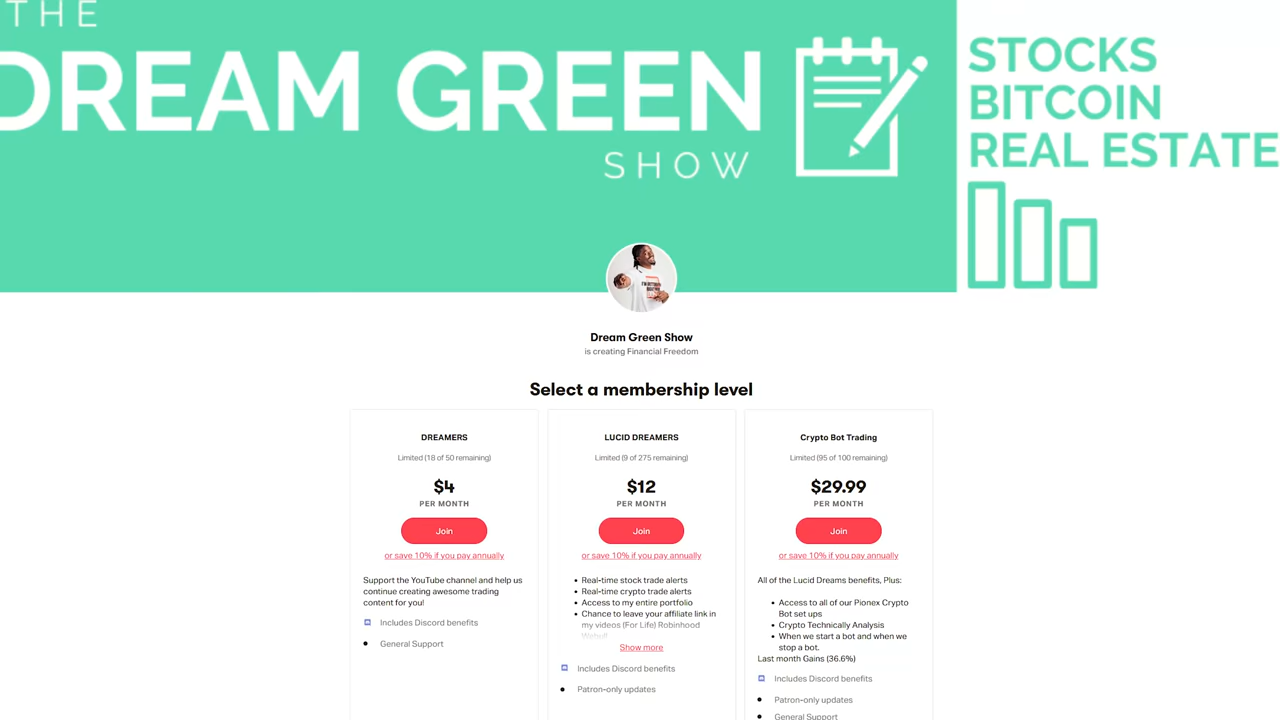 THE
DREAM GREEN
SHOW
STOCKS
BITCOIN
REAL ESTATE
Dream Green Show
is creating Financial Freedom
Select a membership level
DREAMERS
Limited (18 of 50 remaining)
$4
PER MONTH
Join
or save 10% if you pay annually
Support the YouTube channel and help us
continue creating awesome trading
content for you!
Includes Discord benefits
• General Support
LUCID DREAMERS
Limited (9 of 275 remaining)
$12
PER MONTH
Join
or save 10% if you pay annually
• Real-time stock trade alerts
• Real-time crypto trade alerts
• Access to my entire portfolio
• Chance to leave your affiliate link in
my videos (For Life) Robinhood
Webull
Show more
Includes Discord benefits
• Patron-only updates
Crypto Bot Trading
Limited (95 of 100 remaining)
$29.99
PER MONTH
Join
or save 10% if you pay annually
All of the Lucid Dreams benefits, Plus:
• Access to all of our Pionex Crypto
Bot set ups
• Crypto Technically Analysis
• When we start a bot and when we
stop a bot.
Last month Gains (36.6%)
Includes Discord benefits
• Patron-only updates
• General Support